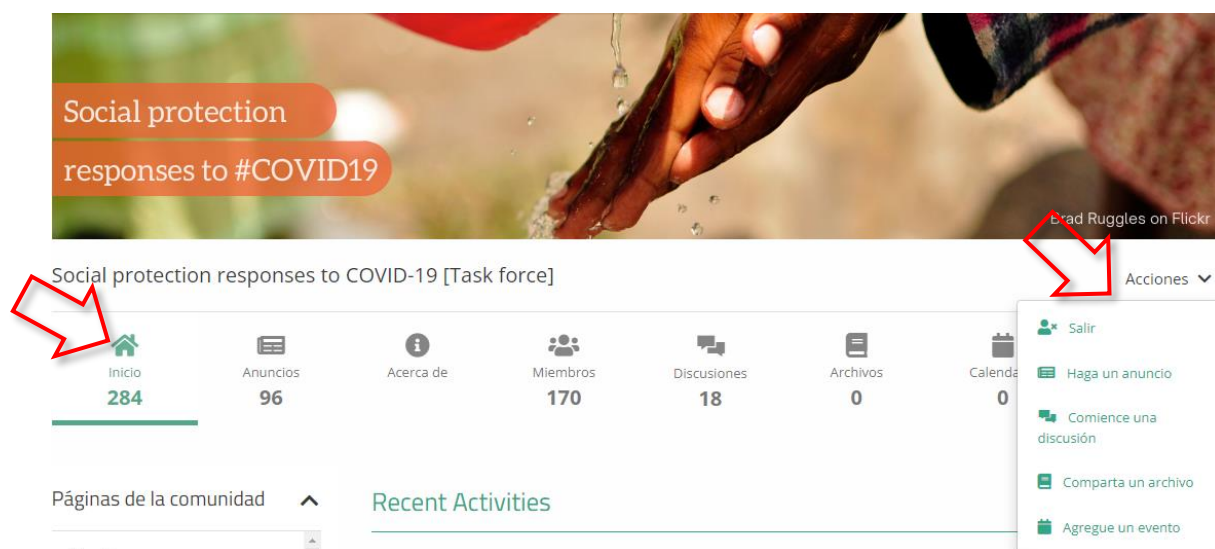 Social protection
responses to #COVID19
Brad Ruggles on Flickr
Social protection responses to COVID-19 [Task force]
Acciones
Inicio
284
Anuncios
96
Acerca de
Miembros
170
Discusiones
18
Archivos
0
Calenda
0
Salir
Haga un anuncio
Comience una
discusión
Comparta un archivo
Agregue un evento
Páginas de la comunidad
Recent Activities